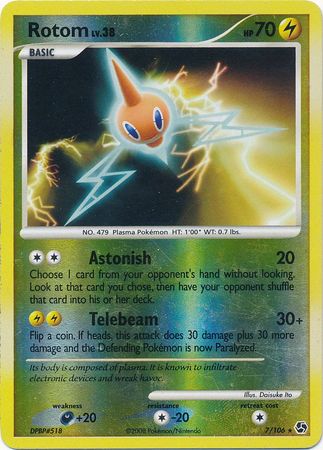 Rotom LV.38 HP 70
BASIC
NO. 479 Plasma Pokémon HT: 1'00" WT: 0.7 lbs.
Astonish 20
Choose 1 card from your opponent's hand without looking.
Look at that card you chose, then have your opponent shuffle
that card into his or her deck.
Telebeam 30+
Flip a coin. If heads, this attack does 30 damage plus 30 more
damage and the Defending Pokémon is now Paralyzed.
Its body is composed of plasma. It is known to infiltrate
electronic devices and wreak havoc.
Illus. Daisuke Ito
weakness resistance retreat cost
+20 -20
DPBP#518 ©2008 Pokémon/Nintendo 7/106 ★